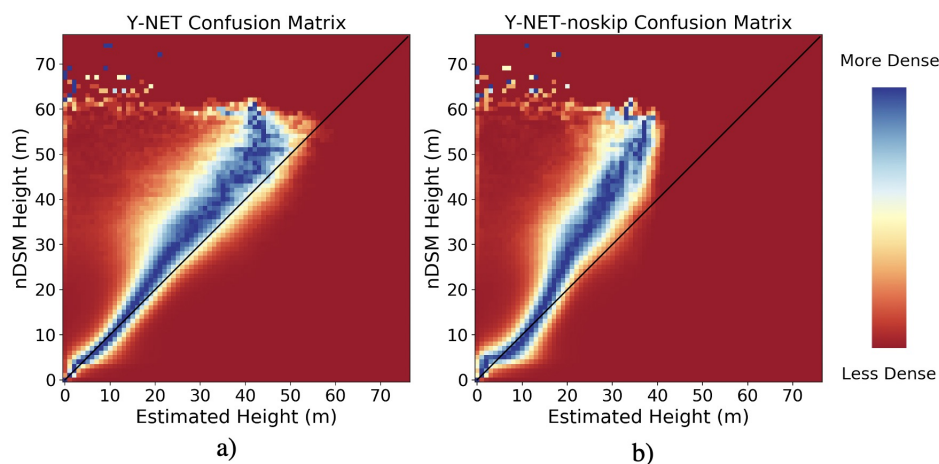 Y-NET Confusion Matrix
nDSM Height (m)
70
60
50
40
30
20
10
0
0 10 20 30 40 50 60 70
Estimated Height (m)
a)
Y-NET-noskip Confusion Matrix
nDSM Height (m)
70
60
50
40
30
20
10
0
0 10 20 30 40 50 60 70
Estimated Height (m)
b)
More Dense
Less Dense